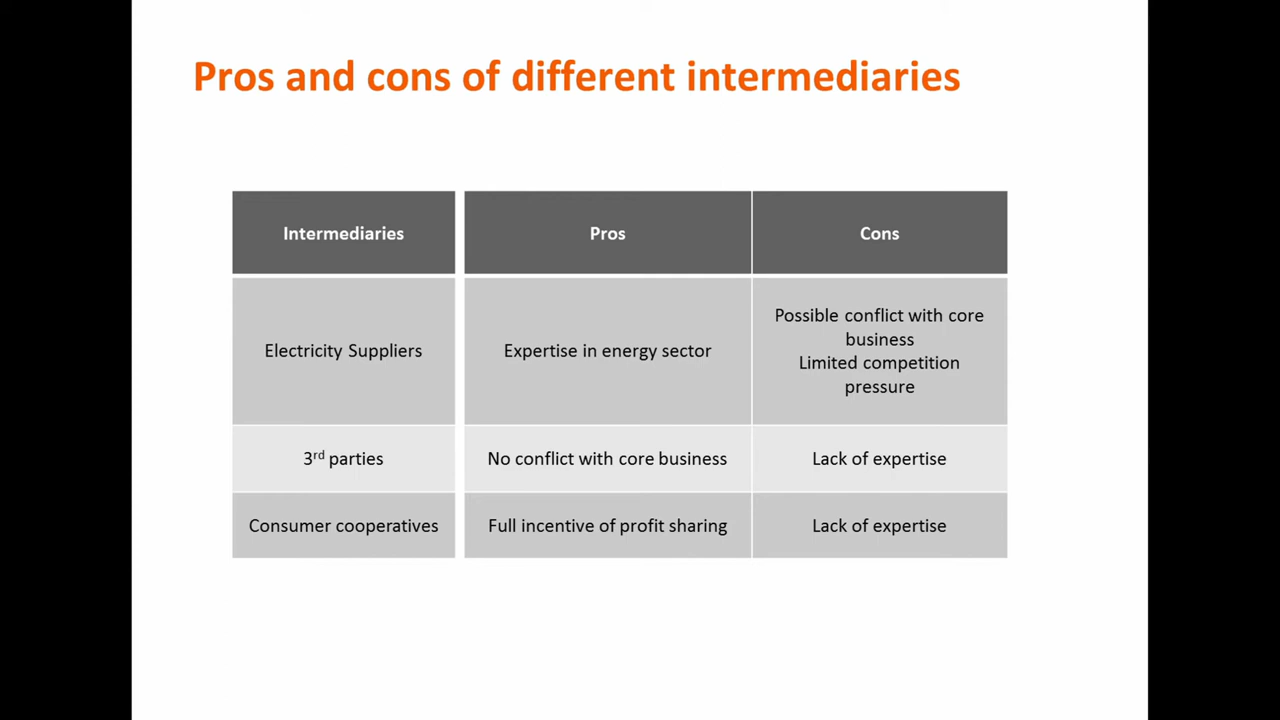 Pros and cons of different intermediaries
Intermediaries Pros Cons
Electricity Suppliers Expertise in energy sector Possible conflict with core
business
Limited competition
pressure
3rd parties No conflict with core business Lack of expertise
Consumer cooperatives Full incentive of profit sharing Lack of expertise